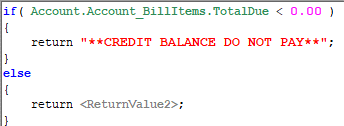 if( Account.Account_BillItems.TotalDue < 0.00 )
{
return "**CREDIT BALANCE DO NOT PAY**";
}
else
{
return <ReturnValue2>;
}